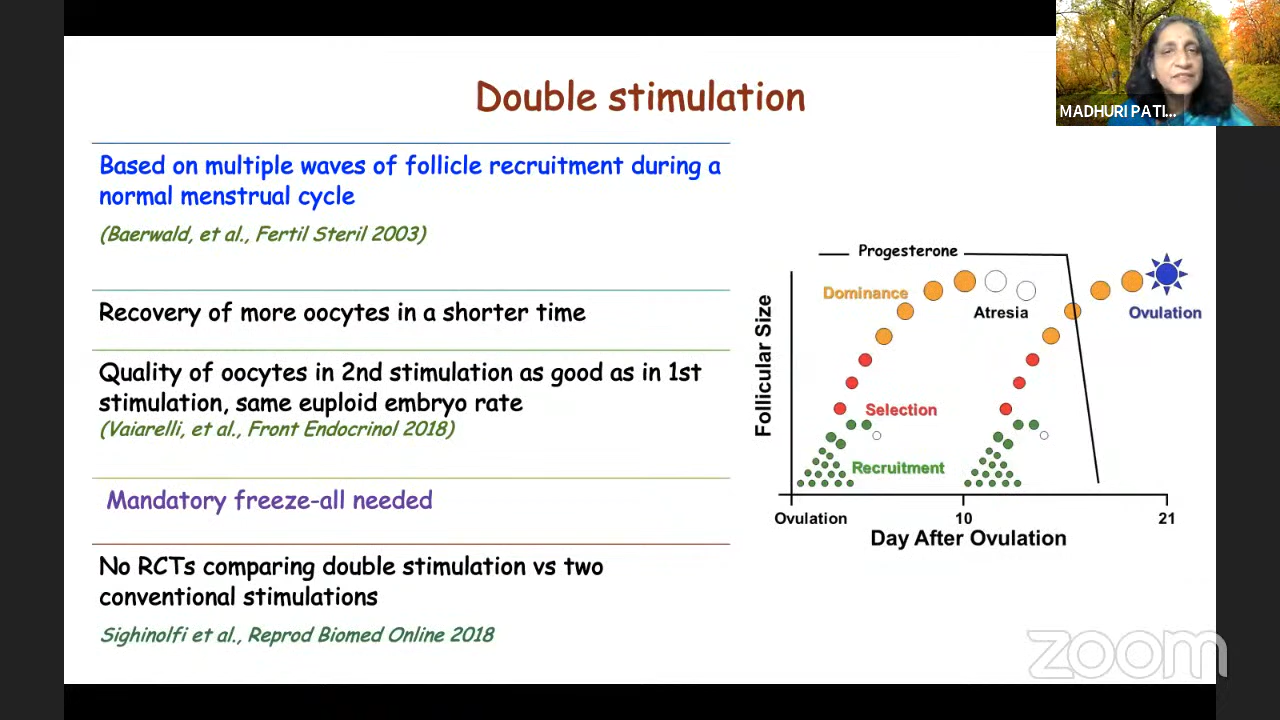 MADHURI PATI...
Double stimulation
Based on multiple waves of follicle recruitment during a
normal menstrual cycle
(Baerwald, et al., Fertil Steril 2003)
Recovery of more oocytes in a shorter time
Quality of oocytes in 2nd stimulation as good as in 1st
stimulation, same euploid embryo rate
(Vaiarelli, et al., Front Endocrinol 2018)
Mandatory freeze-all needed
No RCTs comparing double stimulation vs two
conventional stimulations
Sighinolfi et al., Reprod Biomed Online 2018
Progesterone
Dominance
Atresia
Ovulation
Follicular Size
Selection
Recruitment
Ovulation
10
21
Day After Ovulation
zoom